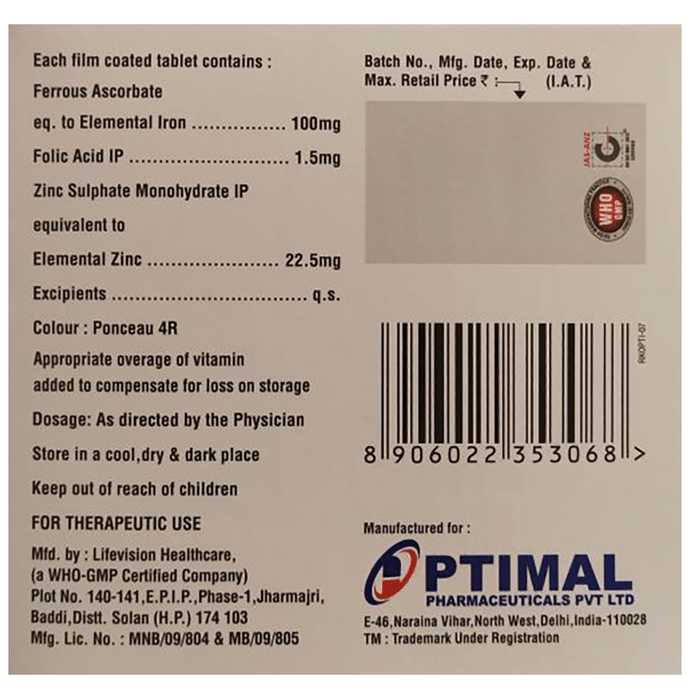 Each film coated tablet contains :
Ferrous Ascorbate
eq. to Elemental Iron ................ 100mg
Folic Acid IP ............................. 1.5mg
Zinc Sulphate Monohydrate IP
equivalent to
Elemental Zinc ...................... 22.5mg
Excipients .................................. q.s.
Colour : Ponceau 4R
Appropriate overage of vitamin
added to compensate for loss on storage
Dosage: As directed by the Physician
Store in a cool,dry & dark place
Keep out of reach of children
FOR THERAPEUTIC USE
Mfd. by : Lifevision Healthcare,
(a WHO-GMP Certified Company)
Plot No. 140-141,E.P.I.P.,Phase-1,Jharmajri,
Baddi,Distt. Solan (H.P.) 174 103
Mfg. Lic. No. : MNB/09/804 & MB/09/805
Batch No., Mfg. Date, Exp. Date &
Max. Retail Price ₹ : (I.A.T.)
JAS-ANZ
WHO
GMP
RKOPTI-07
8 906022 353068 >
Manufactured for :
OPTIMAL
PHARMACEUTICALS PVT LTD
E-46,Naraina Vihar,North West,Delhi,India-110028
TM : Trademark Under Registration